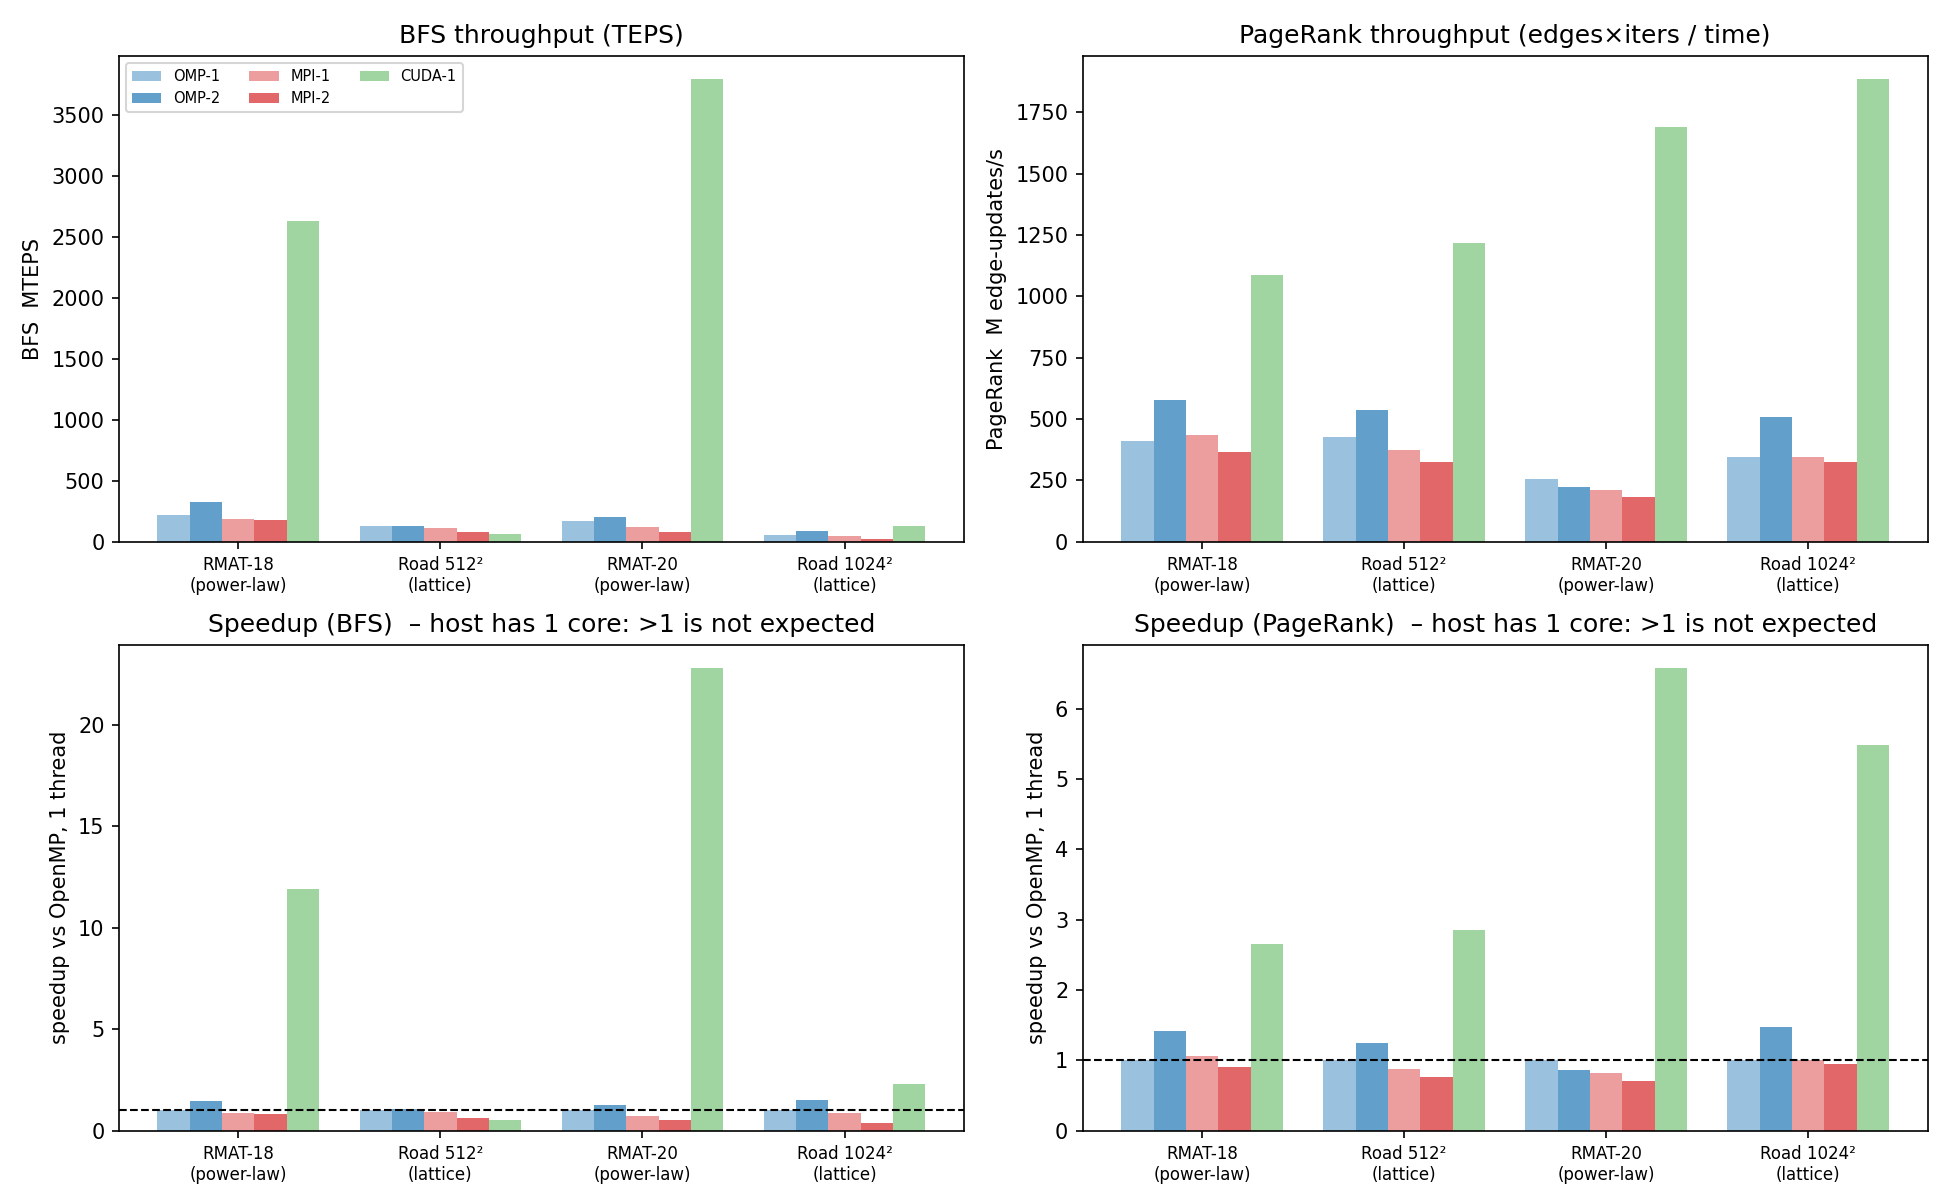 BFS throughput (TEPS)
BFS  MTEPS
3500
3000
2500
2000
1500
1000
500
0
OMP-1
OMP-2
MPI-1
MPI-2
CUDA-1
RMAT-18
(power-law)
Road 512²
(lattice)
RMAT-20
(power-law)
Road 1024²
(lattice)
PageRank throughput (edges×iters / time)
PageRank  M edge-updates/s
1750
1500
1250
1000
750
500
250
0
RMAT-18
(power-law)
Road 512²
(lattice)
RMAT-20
(power-law)
Road 1024²
(lattice)
Speedup (BFS)  – host has 1 core: >1 is not expected
speedup vs OpenMP, 1 thread
20
15
10
5
0
RMAT-18
(power-law)
Road 512²
(lattice)
RMAT-20
(power-law)
Road 1024²
(lattice)
Speedup (PageRank)  – host has 1 core: >1 is not expected
speedup vs OpenMP, 1 thread
6
5
4
3
2
1
0
RMAT-18
(power-law)
Road 512²
(lattice)
RMAT-20
(power-law)
Road 1024²
(lattice)